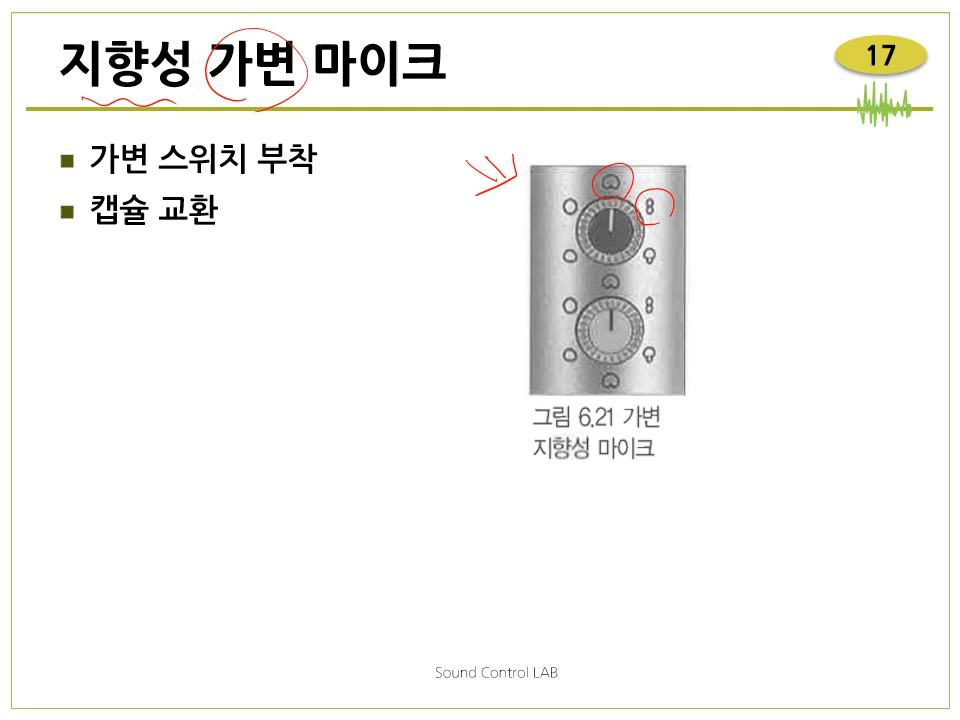 지향성 가변 마이크
17
가변 스위치 부착
캡슐 교환
그림 6.21 가변
지향성 마이크
Sound Control LAB